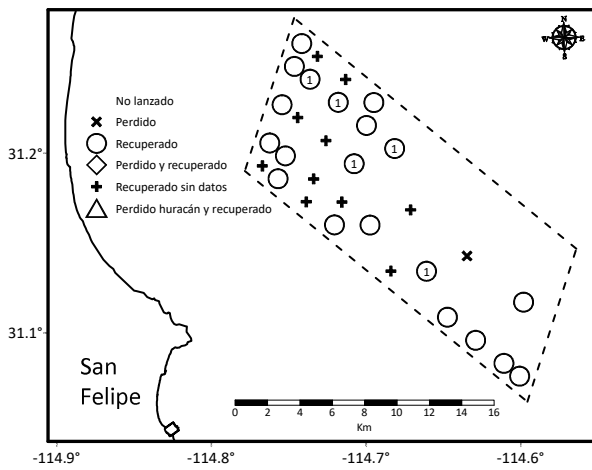 N
W
E
S
No lanzado
Perdido
Recuperado
Perdido y recuperado
Recuperado sin datos
Perdido huracán y recuperado
1
1
1
1
1
31.2°
31.1°
San
Felipe
0 2 4 6 8 10 12 14 16
Km
-114.9° -114.8° -114.7° -114.6°